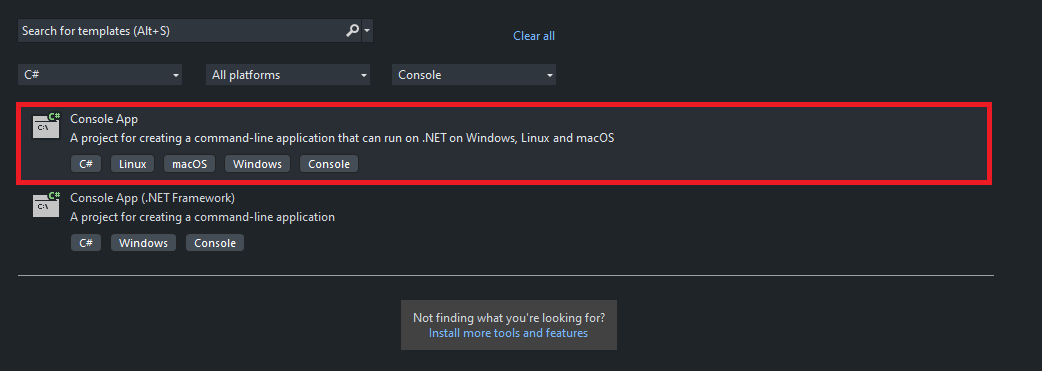 Search for templates (Alt+S)
Clear all
C#
All platforms
Console
C#
C:\
Console App
A project for creating a command-line application that can run on .NET on Windows, Linux and macOS
C#
Linux
macOS
Windows
Console
C#
C:\
Console App (.NET Framework)
A project for creating a command-line application
C#
Windows
Console
Not finding what you're looking for?
Install more tools and features